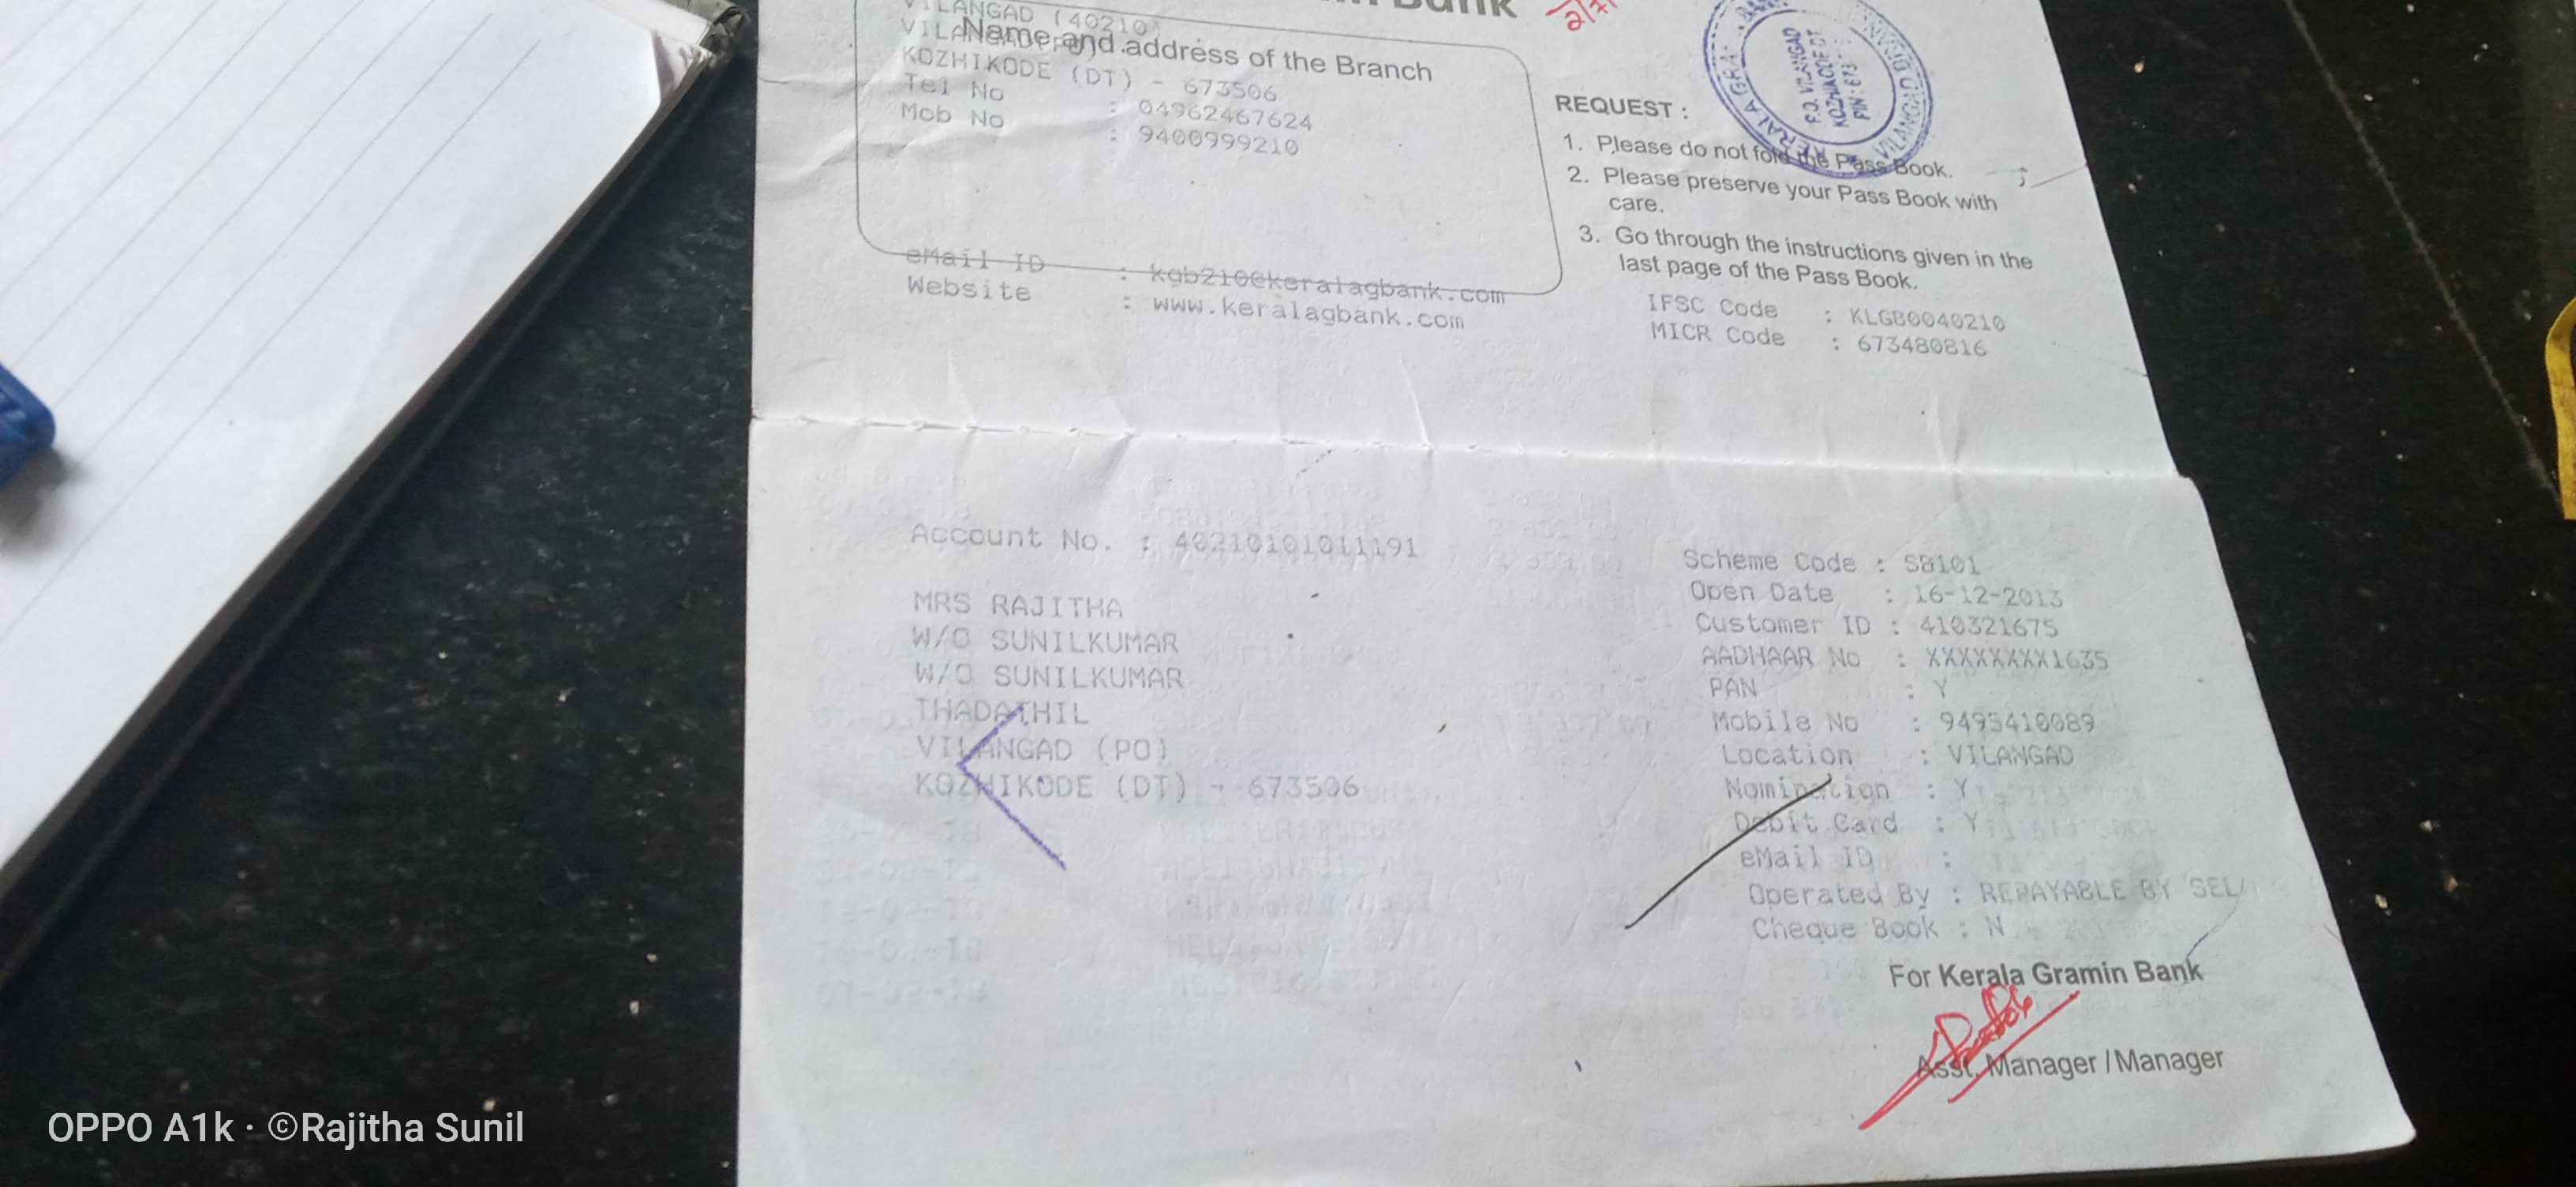 VILANGAD (40210
Name and address of the Branch
KOZHIKODE (DT) - 673506
Tel No : 04962467624
Mob No : 9400999210
eMail ID : kgb210@keralagbank.com
Website : www.keralagbank.com
KERALA GRAMIN BANK
P.O. VILANGAD
KOZHIKODE DT
PIN: 673
VILANGAD BRANCH
REQUEST :
1. Please do not fold the Pass Book.
2. Please preserve your Pass Book with
care.
3. Go through the instructions given in the
last page of the Pass Book.
IFSC Code : KLGB0040210
MICR Code : 673480816
Account No. : 40210101011191
MRS RAJITHA
W/O SUNILKUMAR
W/O SUNILKUMAR
THADATHIL
VILANGAD (PO)
KOZHIKODE (DT) - 673506
Scheme Code : SB101
Open Date : 16-12-2013
Customer ID : 410321675
AADHAAR No : XXXXXXXX1635
PAN : Y
Mobile No : 9495410089
Location : VILANGAD
Nomination : Y
Debit Card : Y
eMail ID :
Operated By : REPAYABLE BY SEL
Cheque Book : N
For Kerala Gramin Bank
Asst. Manager / Manager
OPPO A1k · ©Rajitha Sunil